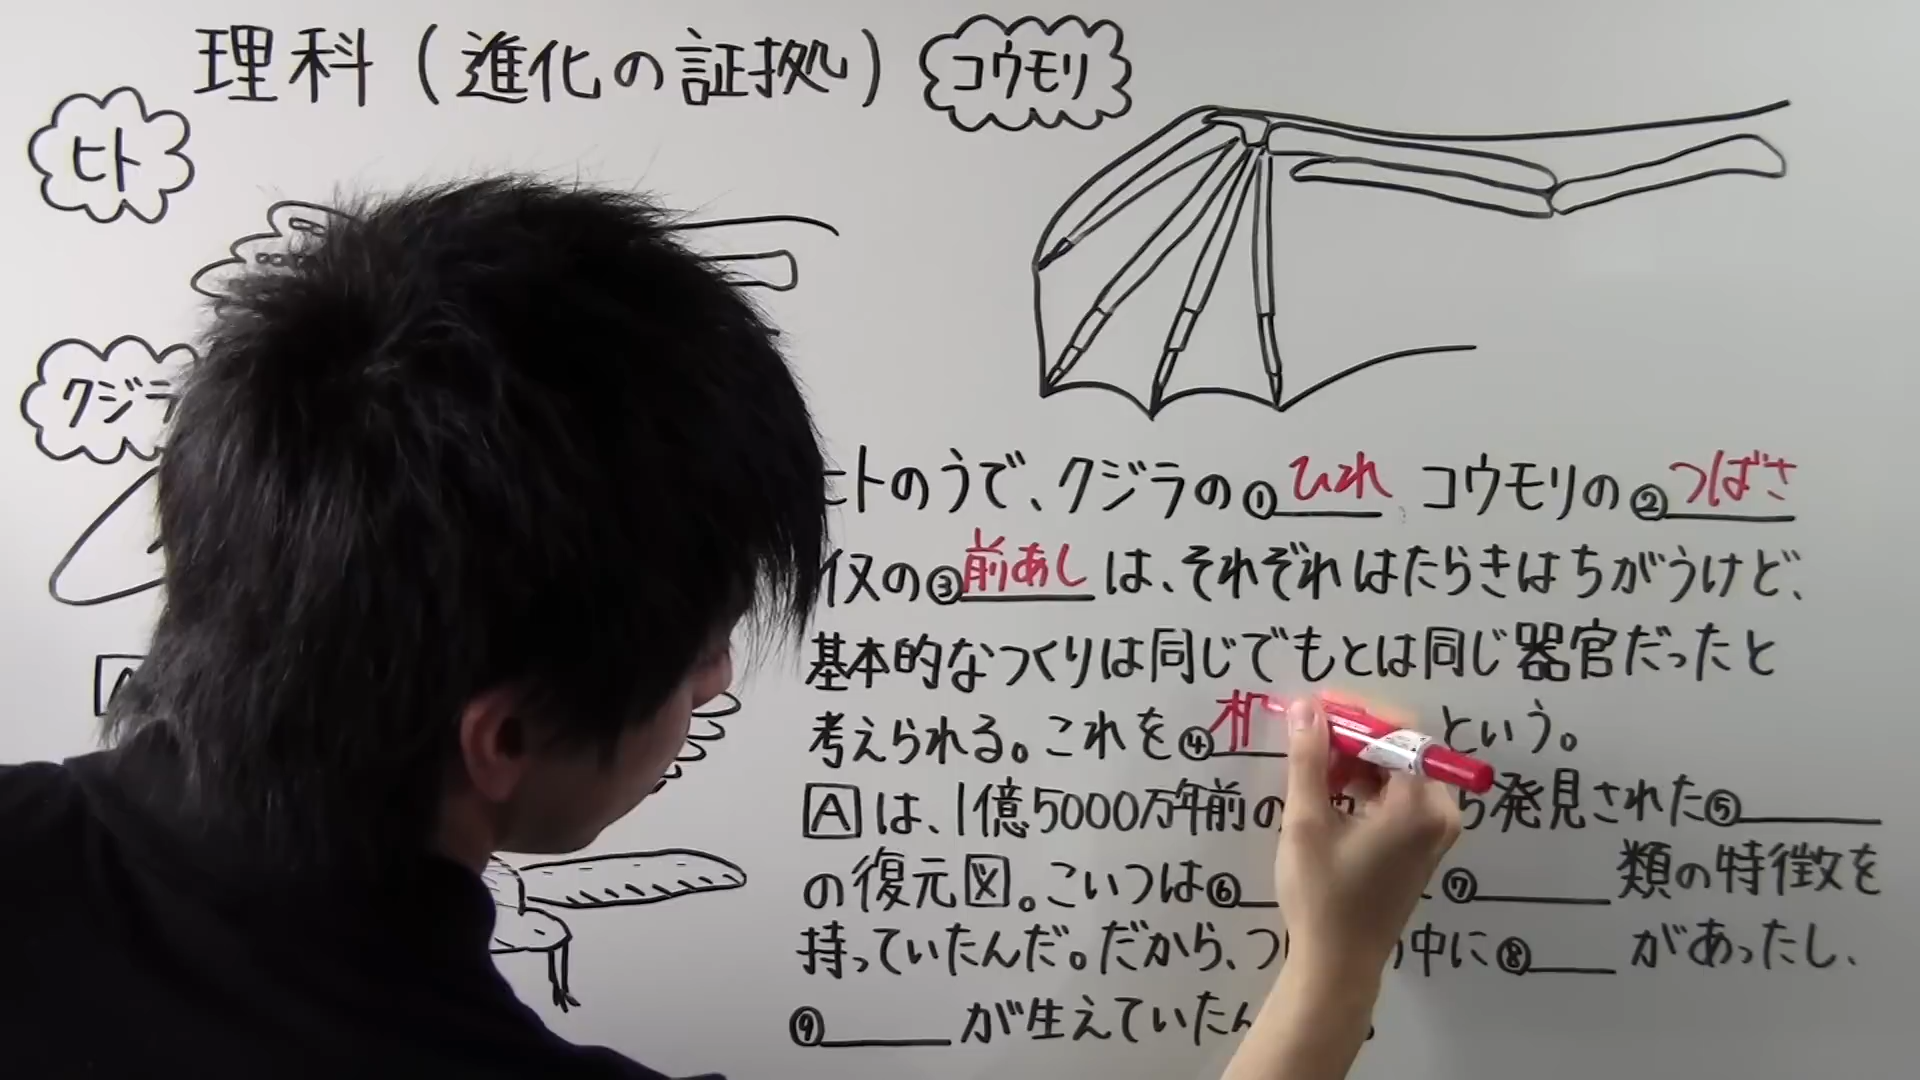 理科（進化の証拠）
コウモリ
ヒト
クジラ
ヒトのうで、クジラの①ひれ コウモリの②つばさ
イヌの③前あし は、それぞれはたらきはちがうけど、
基本的なつくりは同じでもとは同じ器官だったと
考えられる。これを④ という。
A は、1億5000万年前の ら発見された⑤
の復元図。こいつは⑥ ⑦ 類の特徴を
持っていたんだ。だから、つ の中に⑧ があったし、
⑨ が生えていたん